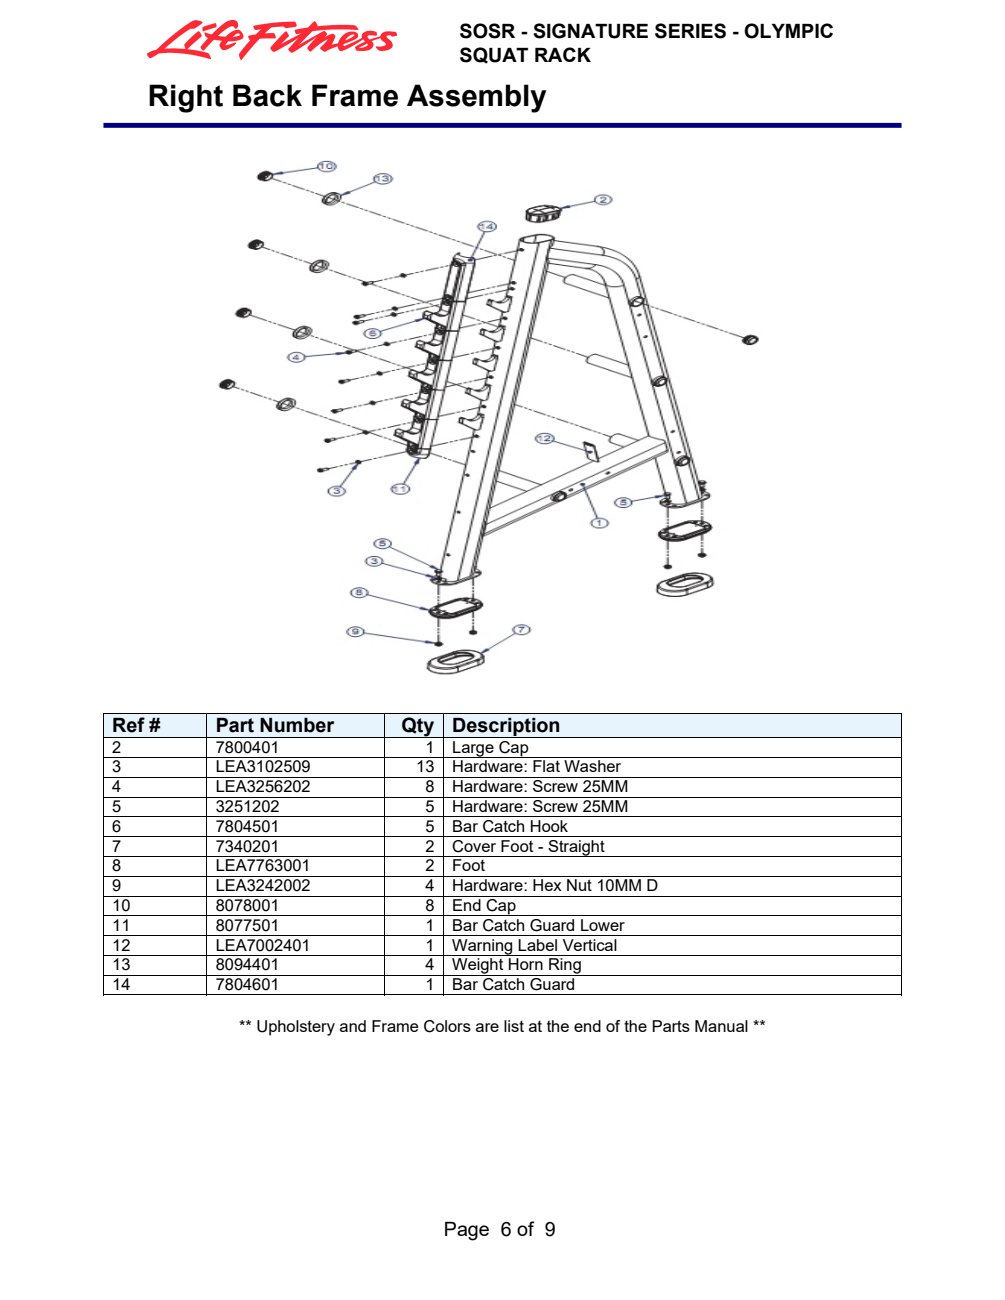 Life Fitness
SOSR - SIGNATURE SERIES - OLYMPIC
SQUAT RACK
Right Back Frame Assembly
10
13
2
14
6
4
12
3
11
5
1
5
3
8
9
7
Ref # Part Number Qty Description
2 7800401 1 Large Cap
3 LEA3102509 13 Hardware: Flat Washer
4 LEA3256202 8 Hardware: Screw 25MM
5 3251202 5 Hardware: Screw 25MM
6 7804501 5 Bar Catch Hook
7 7340201 2 Cover Foot - Straight
8 LEA7763001 2 Foot
9 LEA3242002 4 Hardware: Hex Nut 10MM D
10 8078001 8 End Cap
11 8077501 1 Bar Catch Guard Lower
12 LEA7002401 1 Warning Label Vertical
13 8094401 4 Weight Horn Ring
14 7804601 1 Bar Catch Guard
** Upholstery and Frame Colors are list at the end of the Parts Manual **
Page 6 of 9